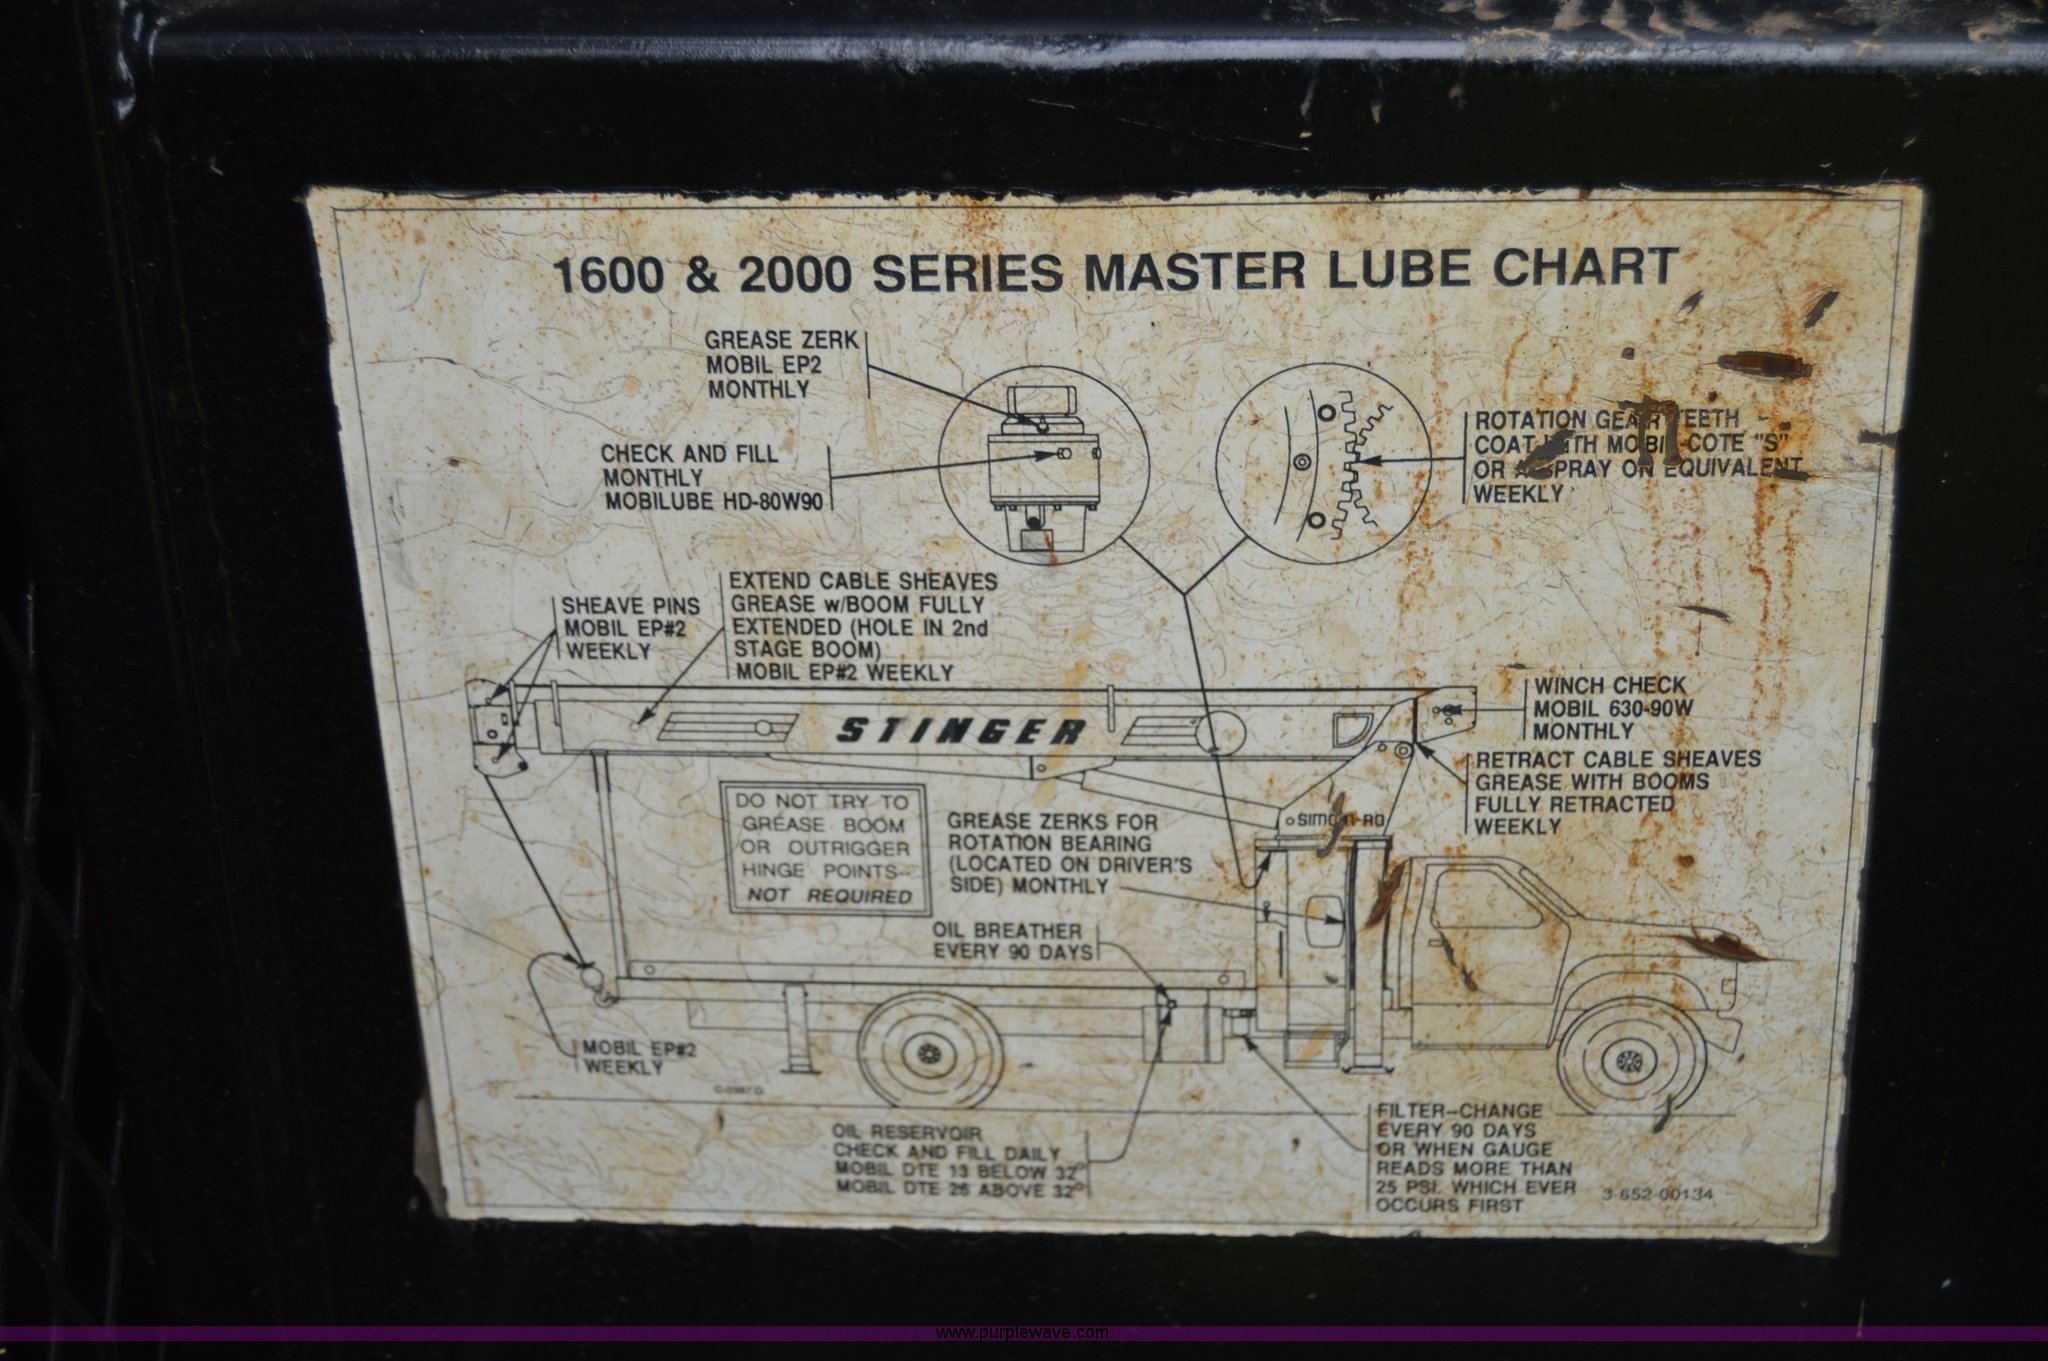 1600 & 2000 SERIES MASTER LUBE CHART
GREASE ZERK
MOBIL EP2
MONTHLY
CHECK AND FILL
MONTHLY
MOBILUBE HD-80W90
ROTATION GEAR TEETH
COAT WITH MOBIL-COTE "S"
OR A SPRAY ON EQUIVALENT
WEEKLY
SHEAVE PINS
MOBIL EP#2
WEEKLY
EXTEND CABLE SHEAVES
GREASE w/BOOM FULLY
EXTENDED (HOLE IN 2nd
STAGE BOOM)
MOBIL EP#2 WEEKLY
WINCH CHECK
MOBIL 630-90W
MONTHLY
STINGER
RETRACT CABLE SHEAVES
GREASE WITH BOOMS
FULLY RETRACTED
WEEKLY
DO NOT TRY TO
GREASE BOOM
OR OUTRIGGER
HINGE POINTS-
NOT REQUIRED
GREASE ZERKS FOR
ROTATION BEARING
(LOCATED ON DRIVER'S
SIDE) MONTHLY
SIMON-RO
OIL BREATHER
EVERY 90 DAYS
MOBIL EP#2
WEEKLY
OIL RESERVOIR
CHECK AND FILL DAILY
MOBIL DTE 13 BELOW 32°
MOBIL DTE 26 ABOVE 32°
FILTER-CHANGE
EVERY 90 DAYS
OR WHEN GAUGE
READS MORE THAN
25 PSI. WHICH EVER
OCCURS FIRST
3-652-00134
www.purplewave.com